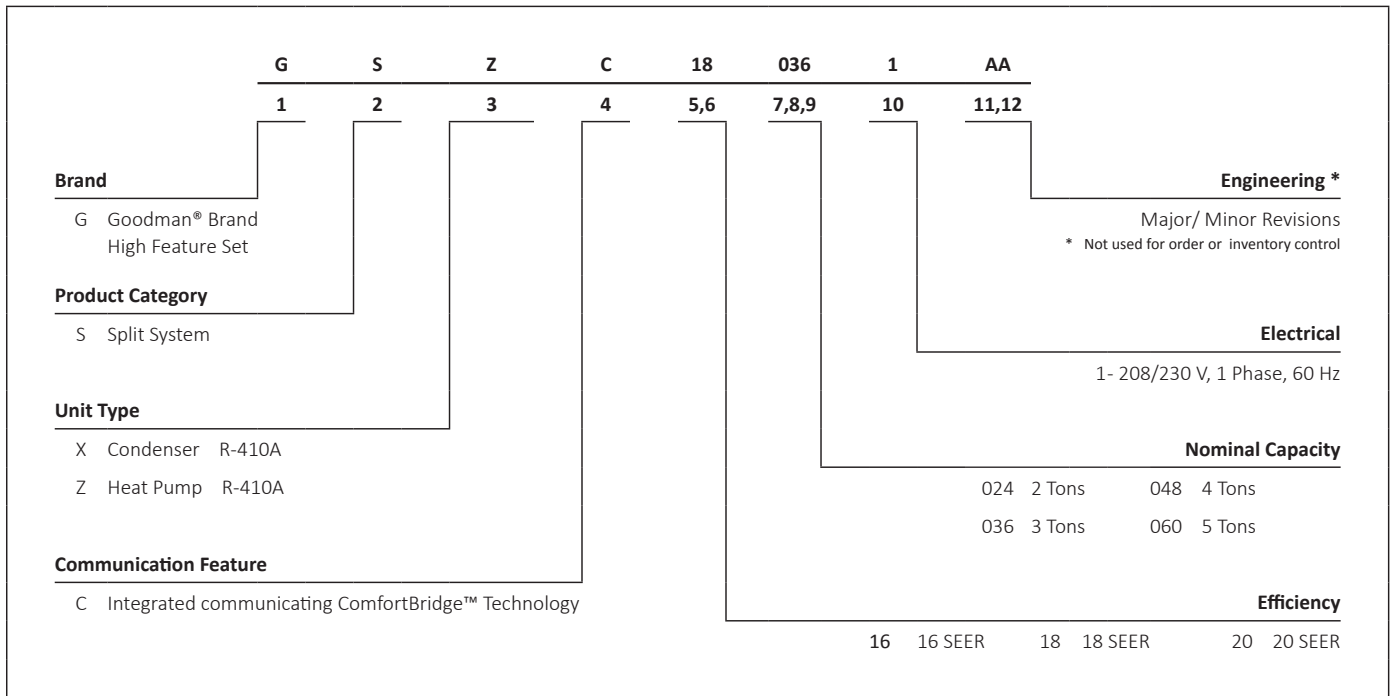 G S Z C 18 036 1 AA
1 2 3 4 5,6 7,8,9 10 11,12
Brand
G Goodman® Brand
High Feature Set
Product Category
S Split System
Unit Type
X Condenser R-410A
Z Heat Pump R-410A
Communication Feature
C Integrated communicating ComfortBridge™ Technology
Engineering *
Major/ Minor Revisions
* Not used for order or inventory control
Electrical
1- 208/230 V, 1 Phase, 60 Hz
Nominal Capacity
024 2 Tons 048 4 Tons
036 3 Tons 060 5 Tons
Efficiency
16 16 SEER 18 18 SEER 20 20 SEER